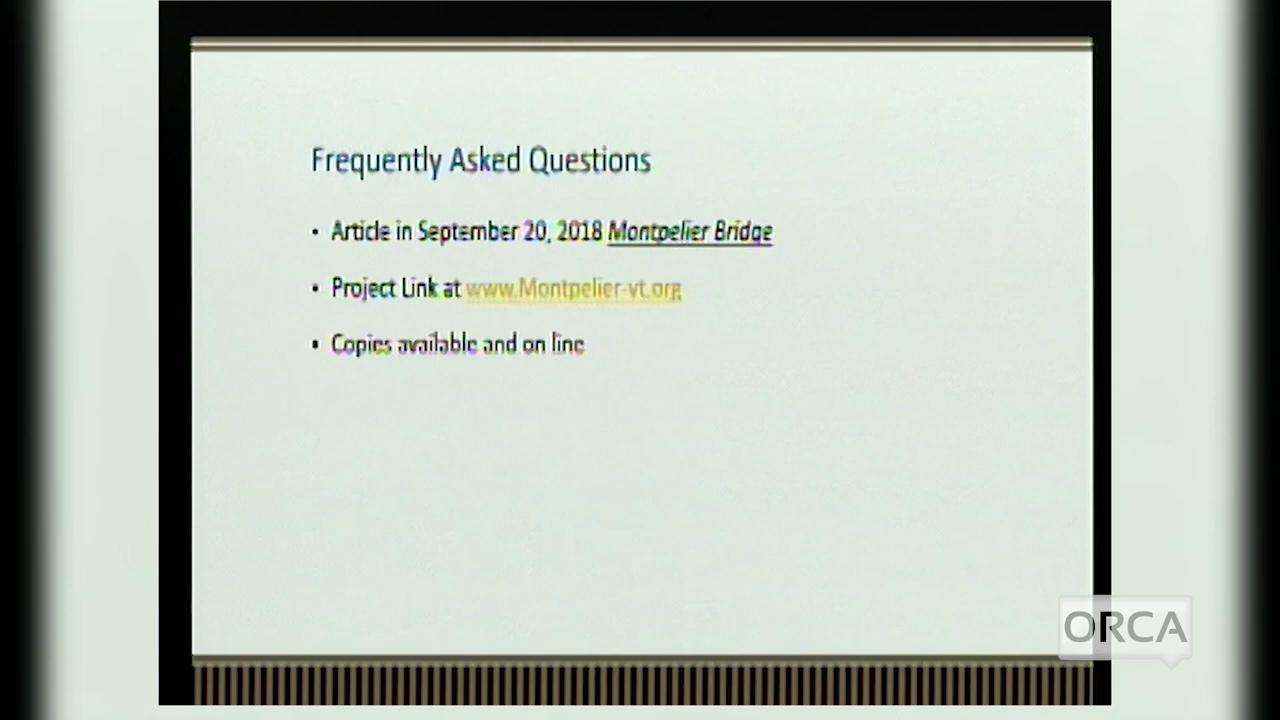 Frequently Asked Questions
• Article in September 20, 2018 Montpelier Bridge
• Project Link at www.Montpelier-vt.org
• Copies available and on line
ORCA